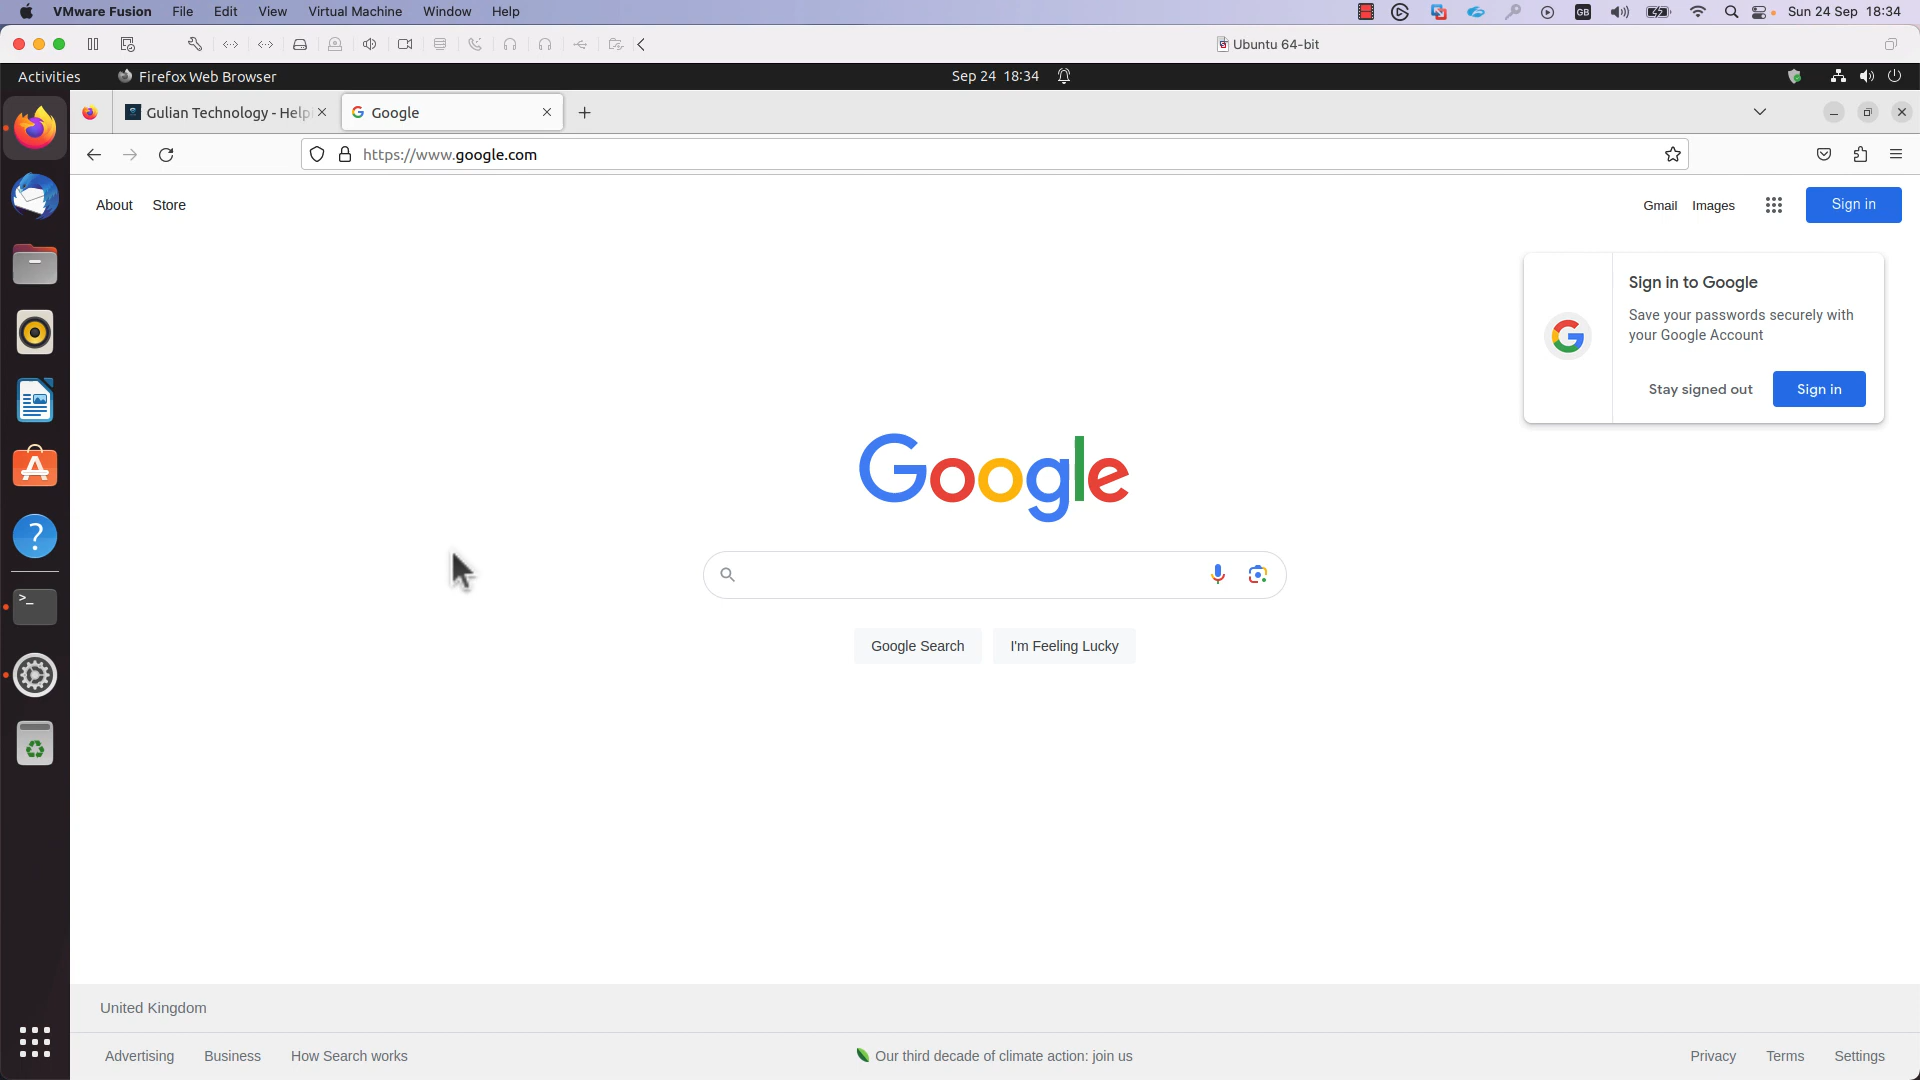 VMware Fusion File Edit View Virtual Machine Window Help GB Sun 24 Sep 18:34
Ubuntu 64-bit
Activities Firefox Web Browser Sep 24 18:34
Gulian Technology - Help Google
https://www.google.com
About Store Gmail Images Sign in
Sign in to Google
Save your passwords securely with
your Google Account
Stay signed out Sign in
Google
Google Search I'm Feeling Lucky
United Kingdom
Advertising Business How Search works Our third decade of climate action: join us Privacy Terms Settings